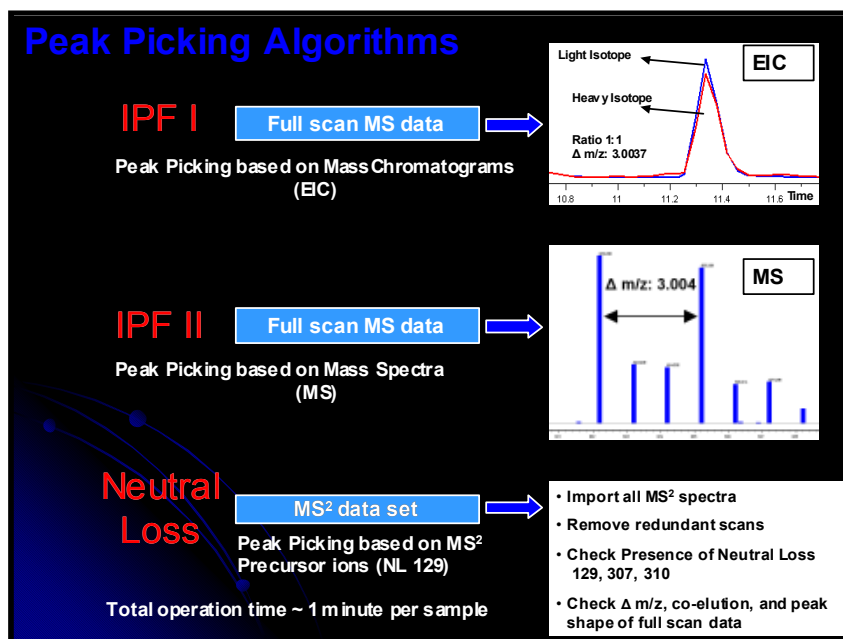 Peak Picking Algorithms
IPF I
Full scan MS data
Peak Picking based on Mass Chromatograms
(EIC)
Light Isotope
EIC
Heavy Isotope
Ratio 1:1
Δ m/z: 3.0037
10.8 11 11.2 11.4 11.6 Time
IPF II
Full scan MS data
Peak Picking based on Mass Spectra
(MS)
MS
Δ m/z: 3.004
Neutral
Loss
MS² data set
Peak Picking based on MS²
Precursor ions (NL 129)
Total operation time ~ 1 minute per sample
• Import all MS² spectra
• Remove redundant scans
• Check Presence of Neutral Loss
129, 307, 310
• Check Δ m/z, co-elution, and peak
shape of full scan data